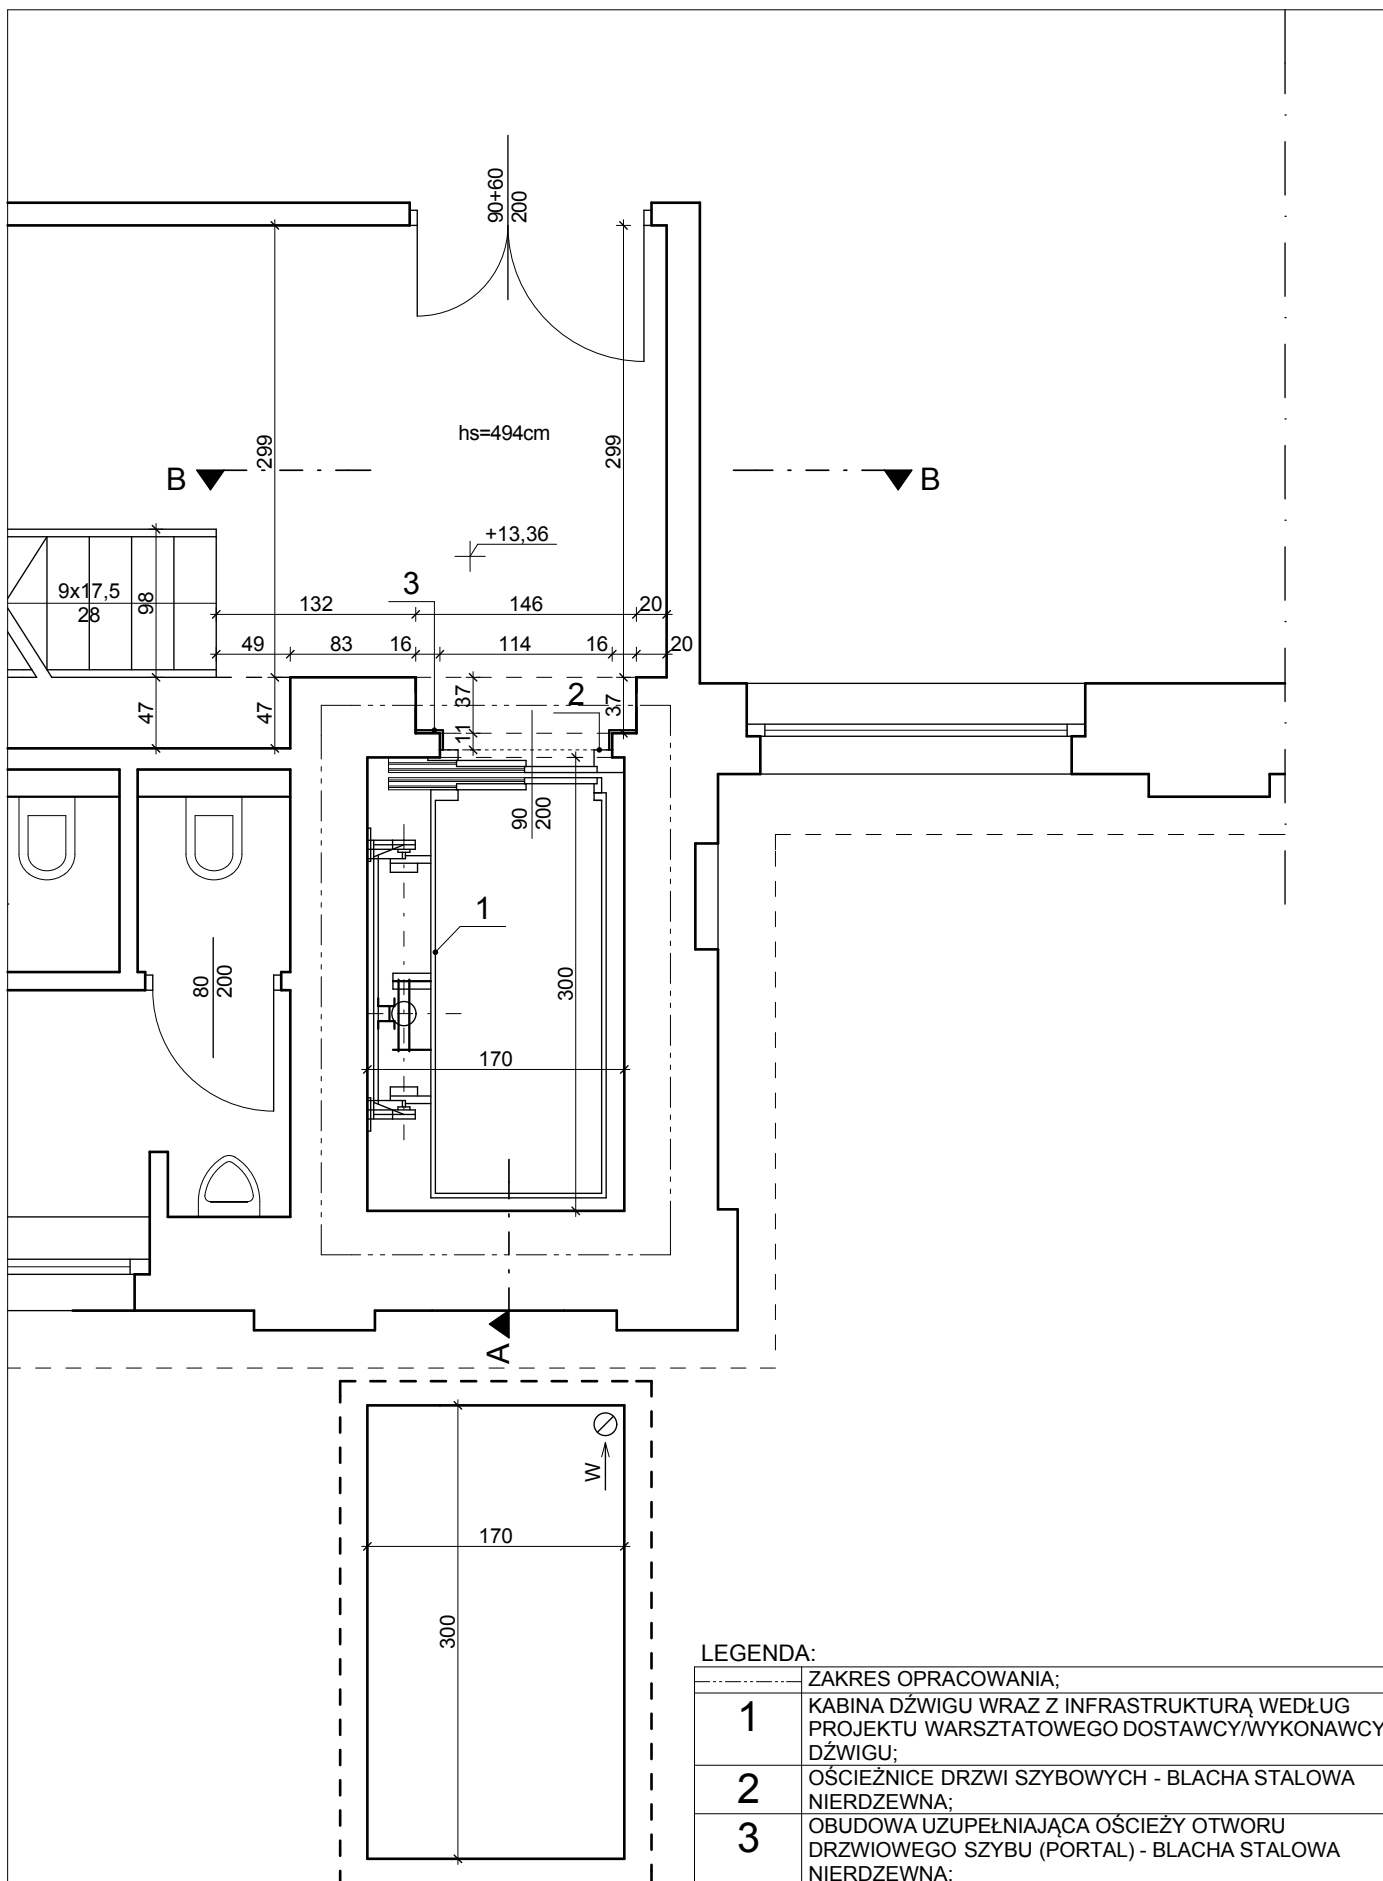 90+60
200
299
299
hs=494cm
B
B
+13,36
3
9x17,5
28
98
132
146
20
49
83
16
114
16
20
47
47
37
2
37
11
90
200
1
80
200
300
170
A
W
170
300
LEGENDA:
ZAKRES OPRACOWANIA;
1
KABINA DŹWIGU WRAZ Z INFRASTRUKTURĄ WEDŁUG
PROJEKTU WARSZTATOWEGO DOSTAWCY/WYKONAWCY
DŹWIGU;
2
OŚCIEŻNICE DRZWI SZYBOWYCH - BLACHA STALOWA
NIERDZEWNA;
3
OBUDOWA UZUPEŁNIAJĄCA OŚCIEŻY OTWORU
DRZWIOWEGO SZYBU (PORTAL) - BLACHA STALOWA
NIERDZEWNA;